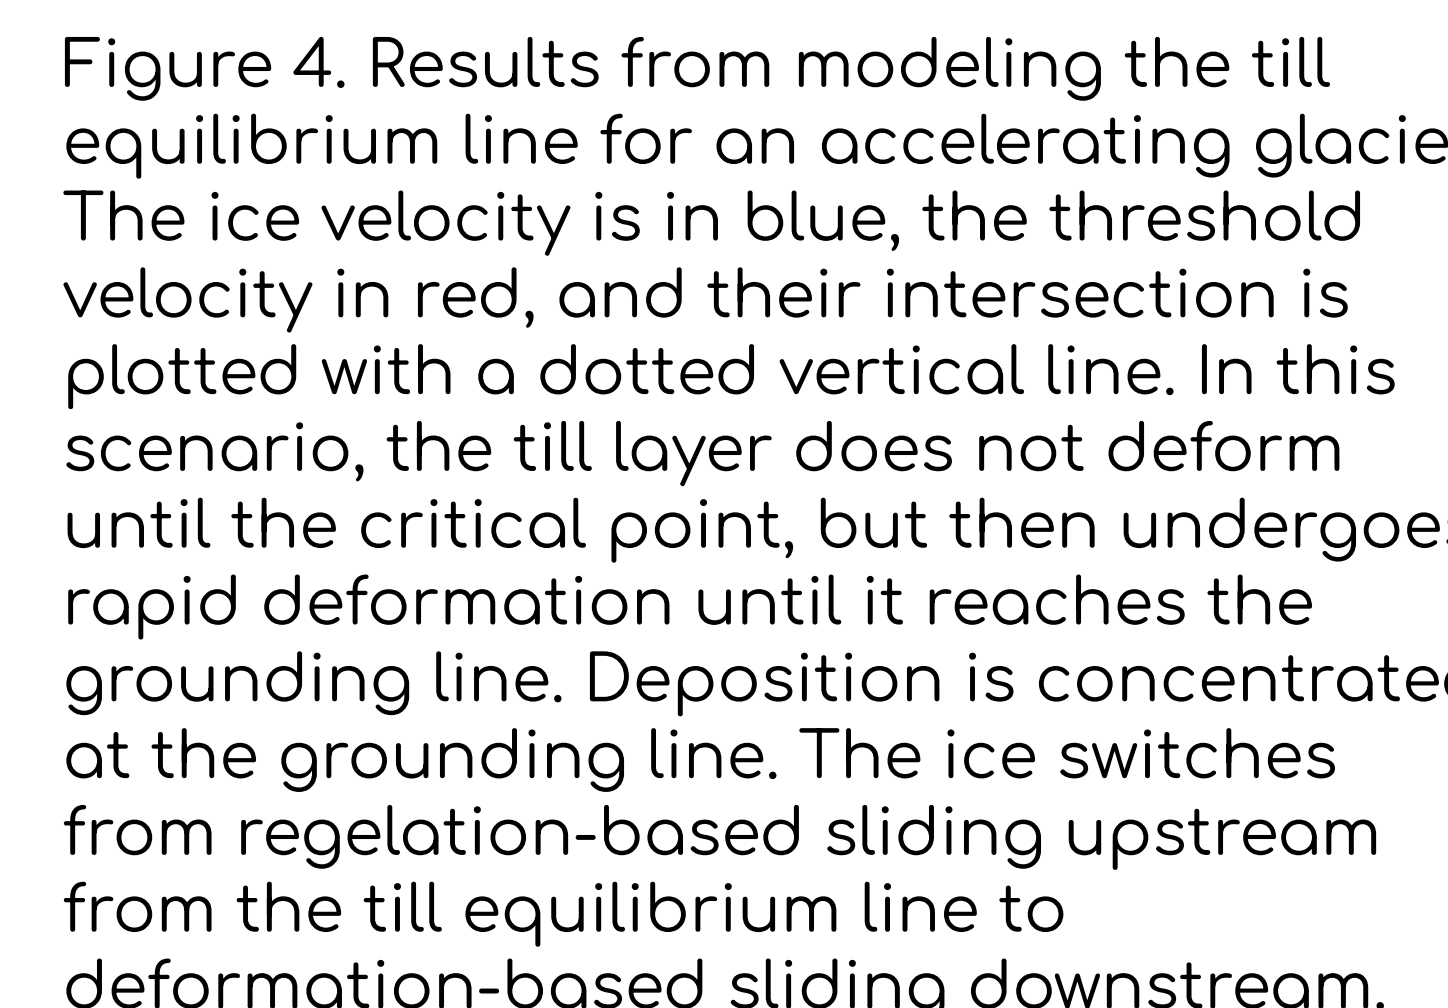 Figure 4. Results from modeling the till
equilibrium line for an accelerating glacie
The ice velocity is in blue, the threshold
velocity in red, and their intersection is
plotted with a dotted vertical line. In this
scenario, the till layer does not deform
until the critical point, but then undergoes
rapid deformation until it reaches the
grounding line. Deposition is concentrated
at the grounding line. The ice switches
from regelation-based sliding upstream
from the till equilibrium line to
deformation-based sliding downstream.